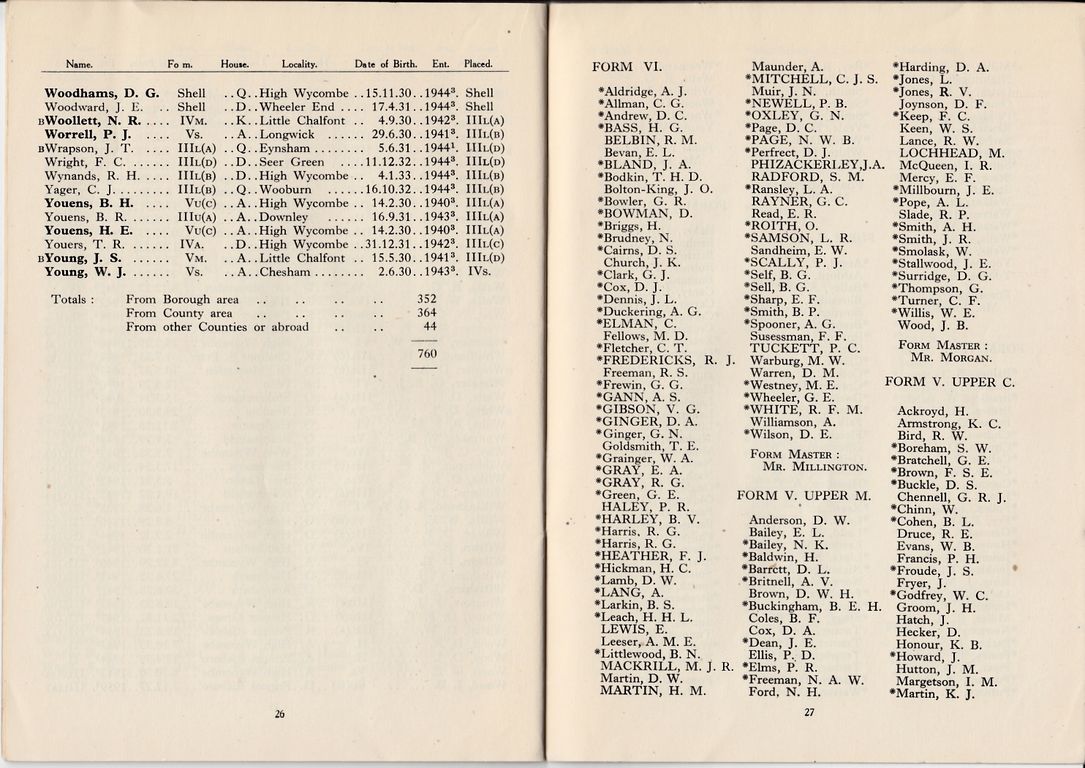 Name. Fo m. House. Locality. Date of Birth. Ent. Placed.
Woodhams, D. G. Shell ..Q..High Wycombe ..15.11.30..1944³. Shell
Woodward, J. E. .. Shell ..D..Wheeler End ....17.4.31..1944³. Shell
BWoollett, N. R. .... IVM. ..K..Little Chalfont ..4.9.30..1942³. IIIL(A)
Worrell, P. J. .... Vs. ..A..Longwick ......29.6.30..1941³. IIIL(B)
BWrapson, J. T. .... IIIL(A) ..Q..Eynsham ......5.6.31..1944¹. IIIL(D)
Wright, F. C. ...... IIIL(D) ..D..Seer Green ....11.12.32..1944³. IIIL(D)
Wynands, R. H. .... IIIL(B) ..D..High Wycombe ..4.1.33..1944³. IIIL(B)
Yager, C. J. ........ IIIL(B) ..Q..Wooburn ......16.10.32..1944³. IIIL(B)
Youens, B. H. .... VU(C) ..A..High Wycombe ..14.2.30..1940³. IIIL(A)
Youens, B. R. ...... IIIU(A) ..A..Downley ......16.9.31..1943³. IIIL(A)
Youens, H. E. .... VU(C) ..A..High Wycombe ..14.2.30..1940³. IIIL(A)
Youers, T. R. ...... IVA. ..D..High Wycombe ..31.12.31..1942³. IIIL(C)
BYoung, J. S. ...... VM. ..A..Little Chalfont ..15.5.30..1941³. IIIL(D)
Young, W. J. ...... Vs. ..A..Chesham ........2.6.30..1943³. IVs.
Totals : From Borough area .. .. .. .. 352
From County area .. .. .. .. 364
From other Counties or abroad .. .. 44
760
26
FORM VI.
*Aldridge, A. J.
*Allman, C. G.
*Andrew, D. C.
*BASS, H. G.
BELBIN, R. M.
Bevan, E. L.
*BLAND, J. A.
*Bodkin, T. H. D.
Bolton-King, J. O.
*Bowler, G. R.
*BOWMAN, D.
*Briggs, H.
*Brudney, N.
*Cairns, D. S.
Church, J. K.
*Clark, G. J.
*Cox, D. J.
*Dennis, J. L.
*Duckering, A. G.
*ELMAN, C.
Fellows, M. D.
*Fletcher, C. T.
*FREDERICKS, R. J.
Freeman, R. S.
*Frewin, G. G.
*GANN, A. S.
*GIBSON, V. G.
*GINGER, D. A.
*Ginger, G. N.
Goldsmith, T. E.
*Grainger, W. A.
*GRAY, E. A.
*GRAY, R. G.
*Green, G. E.
HALEY, P. R.
*HARLEY, B. V.
*Harris, R. G.
*Harris, R. G.
*HEATHER, F. J.
*Hickman, H. C.
*Lamb, D. W.
*LANG, A.
*Larkin, B. S.
*Leach, H. H. L.
LEWIS, E.
Leeser, A. M. E.
*Littlewood, B. N.
MACKRILL, M. J. R.
Martin, D. W.
MARTIN, H. M.
Maunder, A.
*MITCHELL, C. J. S.
Muir, J. N.
*NEWELL, P. B.
*OXLEY, G. N.
*Page, D. C.
*PAGE, N. W. B.
*Perfrect, D. J.
PHIZACKERLEY,J.A.
RADFORD, S. M.
*Ransley, L. A.
RAYNER, G. C.
Read, E. R.
*ROITH, O.
*SAMSON, L. R.
Sandheim, E. W.
*SCALLY, P. J.
*Self, B. G.
*Sell, B. G.
*Sharp, E. F.
*Smith, B. P.
*Spooner, A. G.
Susessman, F. F.
TUCKETT, P. C.
Warburg, M. W.
Warren, D. M.
*Westney, M. E.
*Wheeler, G. E.
*WHITE, R. F. M.
Williamson, A.
*Wilson, D. E.
FORM MASTER :
MR. MILLINGTON.
FORM V. UPPER M.
Anderson, D. W.
Bailey, E. L.
*Bailey, N. K.
*Baldwin, H.
*Barrett, D. L.
*Britnell, A. V.
Brown, D. W. H.
*Buckingham, B. E. H.
Coles, B. F.
Cox, D. A.
*Dean, J. E.
Ellis, P. D.
*Elms, P. R.
*Freeman, N. A. W.
Ford, N. H.
*Harding, D. A.
*Jones, L.
*Jones, R. V.
Joynson, D. F.
*Keep, F. C.
Keen, W. S.
Lance, R. W.
LOCHHEAD, M.
McQueen, I. R.
Mercy, E. F.
*Millbourn, J. E.
*Pope, A. L.
Slade, R. P.
*Smith, A. H.
*Smith, J. R.
*Smolask, W.
*Stallwood, J. E.
*Surridge, D. G.
*Thompson, G.
*Turner, C. F.
*Willis, W. E.
Wood, J. B.
FORM MASTER :
MR. MORGAN.
FORM V. UPPER C.
Ackroyd, H.
Armstrong, K. C.
Bird, R. W.
*Boreham, S. W.
*Bratchell, G. E.
*Brown, F. S. E.
*Buckle, D. S.
Chennell, G. R. J.
*Chinn, W.
*Cohen, B. L.
Druce, R. E.
Evans, W. B.
Francis, P. H.
*Froude, J. S.
Fryer, J.
*Godfrey, W. C.
Groom, J. H.
Hatch, J.
Hecker, D.
Honour, K. B.
*Howard, J.
Hutton, J. M.
Margetson, I. M.
*Martin, K. J.
27